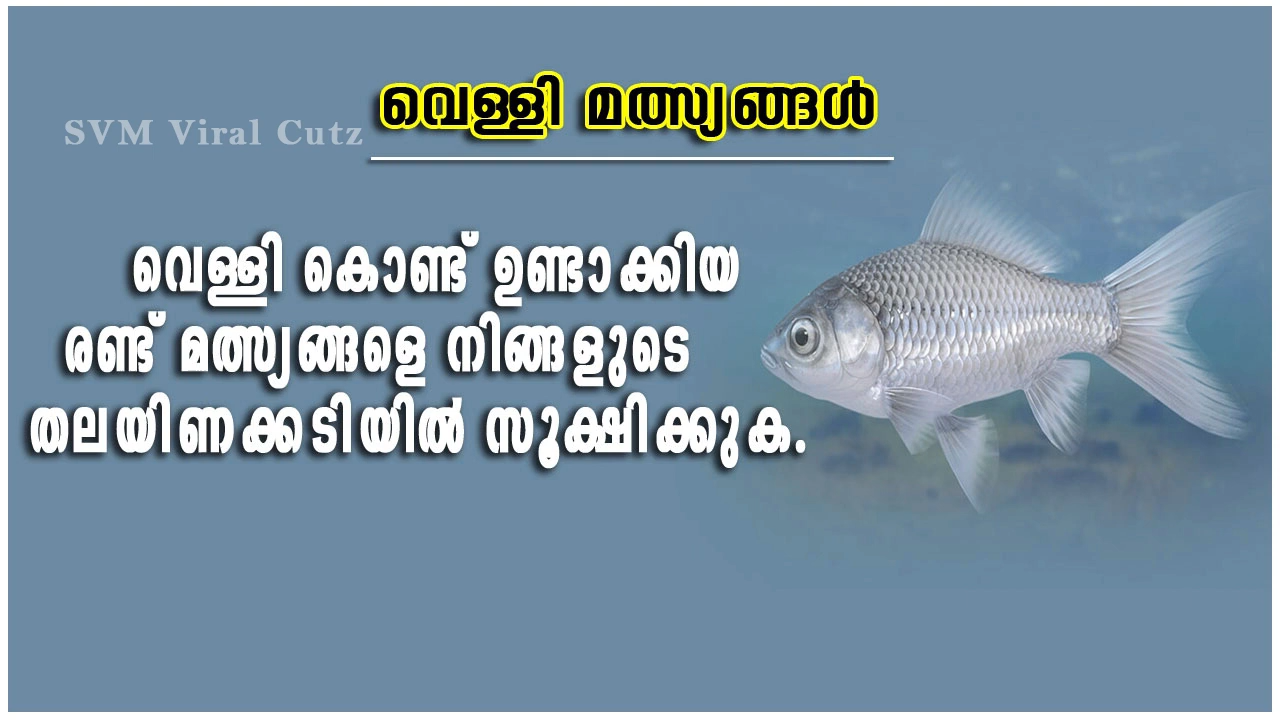 വെള്ളി മത്സ്യങ്ങൾ
SVM Viral Cutz
വെള്ളി കൊണ്ട് ഉണ്ടാക്കിയ
രണ്ട് മത്സ്യങ്ങളെ നിങ്ങളുടെ
തലയിണക്കടിയിൽ സൂക്ഷിക്കുക.